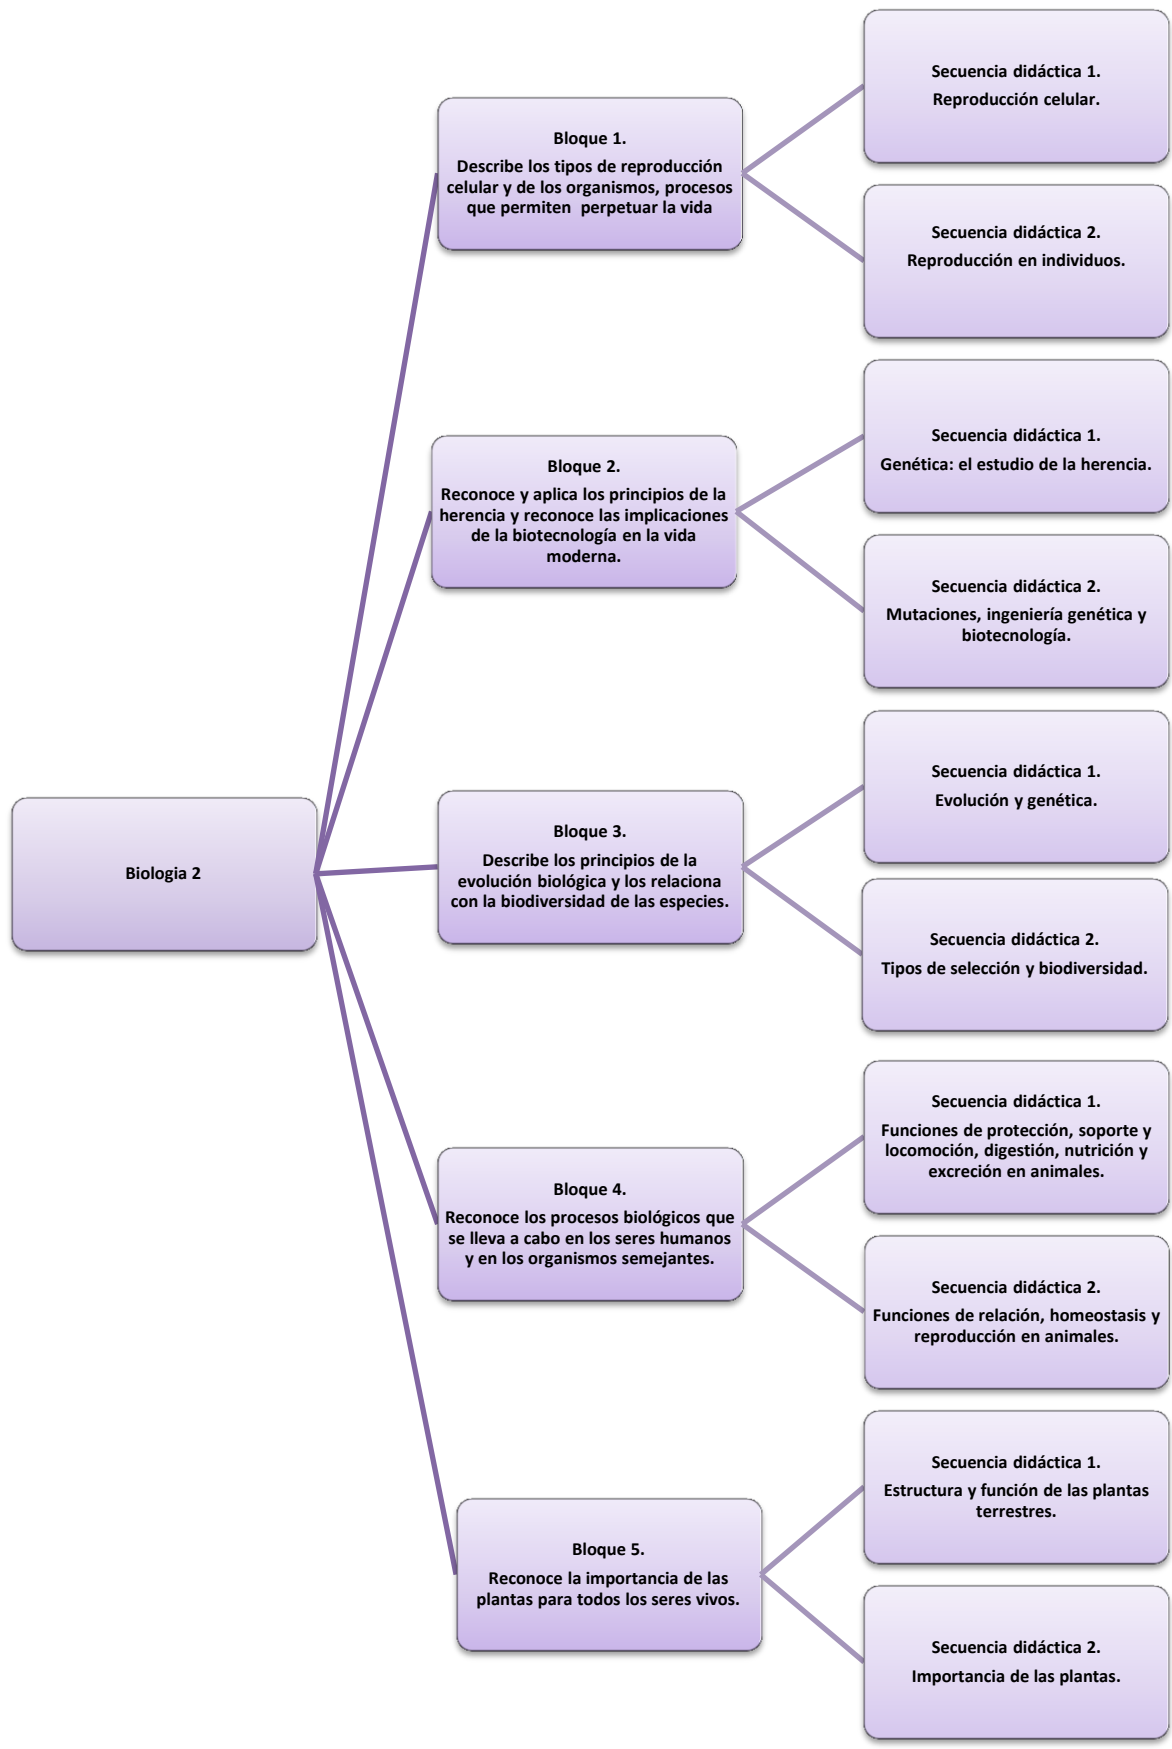 Biologia 2
Bloque 1.
Describe los tipos de reproducción
celular y de los organismos, procesos
que permiten perpetuar la vida
Secuencia didáctica 1.
Reproducción celular.
Secuencia didáctica 2.
Reproducción en individuos.
Bloque 2.
Reconoce y aplica los principios de la
herencia y reconoce las implicaciones
de la biotecnología en la vida
moderna.
Secuencia didáctica 1.
Genética: el estudio de la herencia.
Secuencia didáctica 2.
Mutaciones, ingeniería genética y
biotecnología.
Bloque 3.
Describe los principios de la
evolución biológica y los relaciona
con la biodiversidad de las especies.
Secuencia didáctica 1.
Evolución y genética.
Secuencia didáctica 2.
Tipos de selección y biodiversidad.
Bloque 4.
Reconoce los procesos biológicos que
se lleva a cabo en los seres humanos
y en los organismos semejantes.
Secuencia didáctica 1.
Funciones de protección, soporte y
locomoción, digestión, nutrición y
excreción en animales.
Secuencia didáctica 2.
Funciones de relación, homeostasis y
reproducción en animales.
Bloque 5.
Reconoce la importancia de las
plantas para todos los seres vivos.
Secuencia didáctica 1.
Estructura y función de las plantas
terrestres.
Secuencia didáctica 2.
Importancia de las plantas.